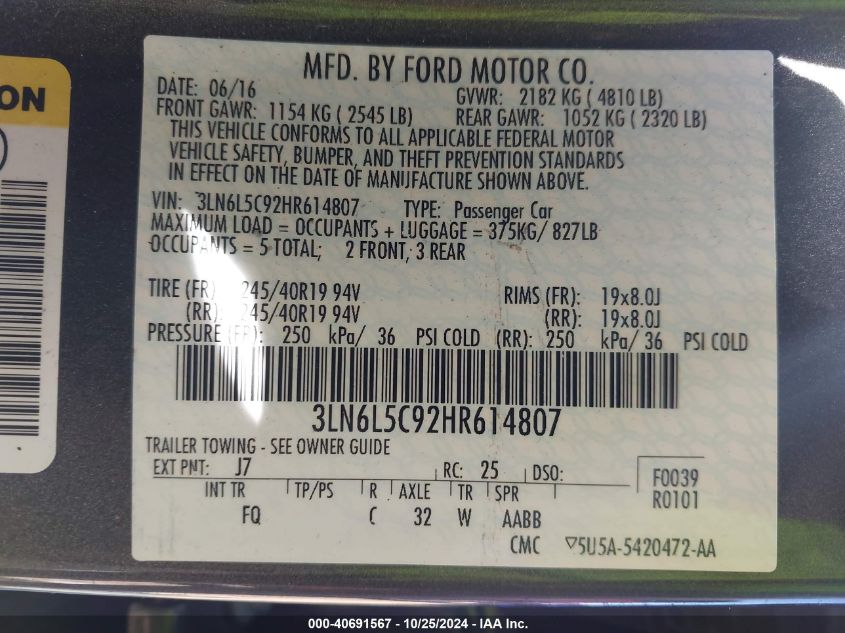 ON
MFD. BY FORD MOTOR CO.
DATE: 06/16 GVWR: 2182 KG ( 4810 LB)
FRONT GAWR: 1154 KG ( 2545 LB) REAR GAWR: 1052 KG ( 2320 LB)
THIS VEHICLE CONFORMS TO ALL APPLICABLE FEDERAL MOTOR
VEHICLE SAFETY, BUMPER, AND THEFT PREVENTION STANDARDS
IN EFFECT ON THE DATE OF MANUFACTURE SHOWN ABOVE.
VIN: 3LN6L5C92HR614807 TYPE: Passenger Car
MAXIMUM LOAD = OCCUPANTS + LUGGAGE = 375KG/ 827LB
OCCUPANTS = 5 TOTAL; 2 FRONT, 3 REAR
TIRE (FR) 245/40R19 94V RIMS (FR): 19x8.0J
(RR) 245/40R19 94V (RR): 19x8.0J
PRESSURE (FR): 250 kPa/ 36 PSI COLD (RR): 250 kPa/ 36 PSI COLD
3LN6L5C92HR614807
TRAILER TOWING - SEE OWNER GUIDE
EXT PNT: J7 RC: 25 DSO: F0039
R0101
INT TR TP/PS R AXLE TR SPR
FQ C 32 W AABB
CMC ▽5U5A-5420472-AA
000-40691567 - 10/25/2024 - IAA Inc.